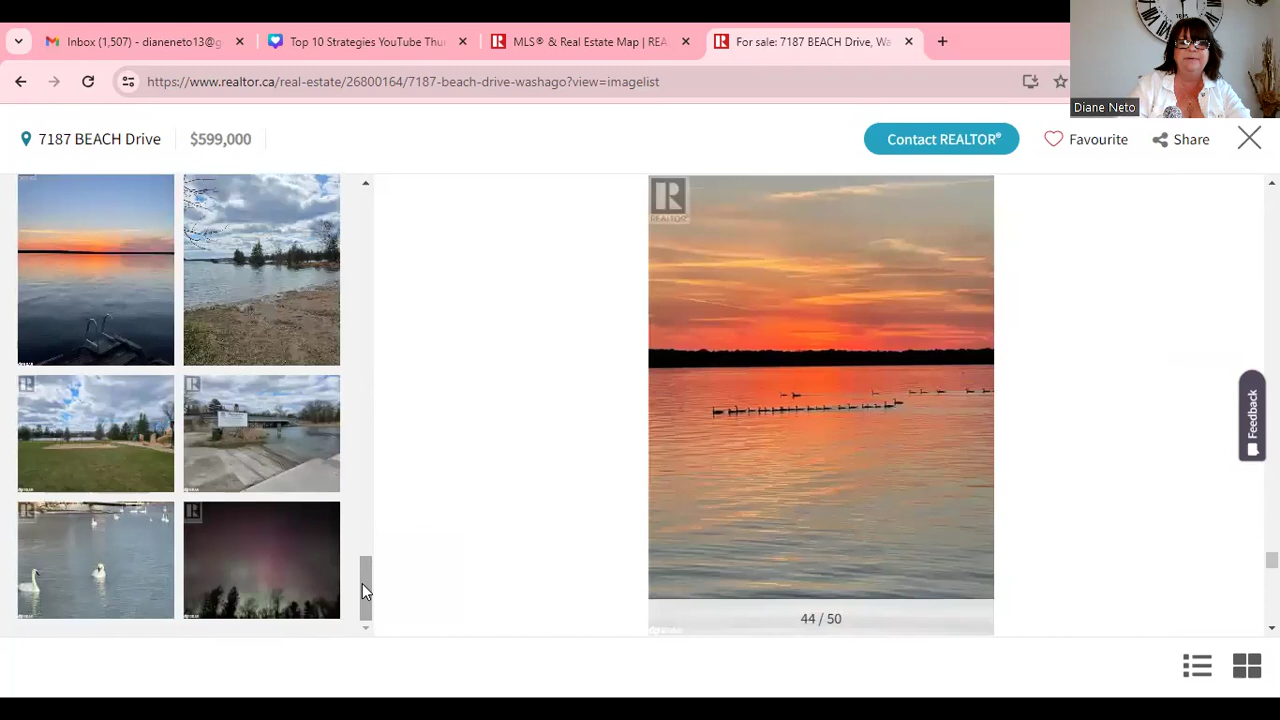 Inbox (1,507) - dianeneto13@g
Top 10 Strategies YouTube Thu
MLS® & Real Estate Map | REA
For sale: 7187 BEACH Drive, Wa
https://www.realtor.ca/real-estate/26800164/7187-beach-drive-washago?view=imagelist
Diane Neto
7187 BEACH Drive
$599,000
Contact REALTOR®
Favourite
Share
R
REALTOR®
Feedback
44 / 50